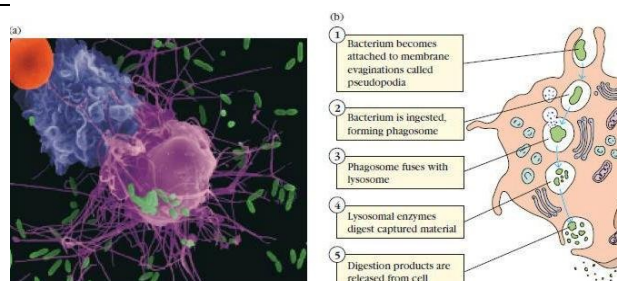 (a)
(b)
1
Bacterium becomes
attached to membrane
evaginations called
pseudopodia
2
Bacterium is ingested,
forming phagosome
3
Phagosome fuses with
lysosome
4
Lysosomal enzymes
digest captured material
5
Digestion products are
released from cell